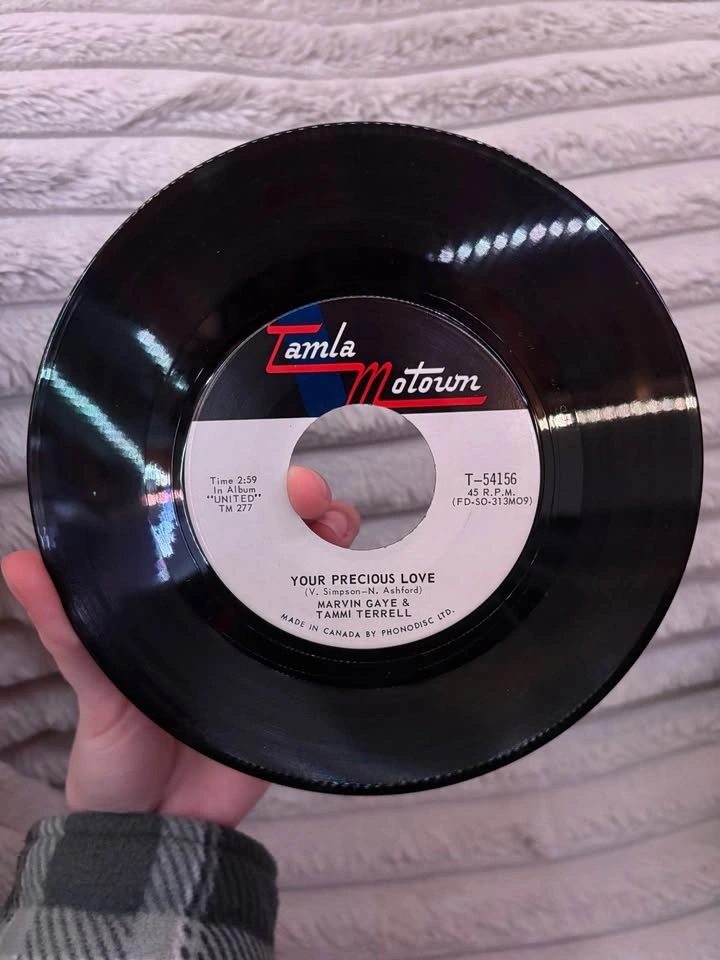 Tamla
Motown
Time 2:59
In Album
"UNITED"
TM 277
T-54156
45 R.P.M.
(FD-SO-313MO9)
YOUR PRECIOUS LOVE
(V. Simpson-N. Ashford)
MARVIN GAYE &
TAMMI TERRELL
MADE IN CANADA BY PHONODISC LTD.